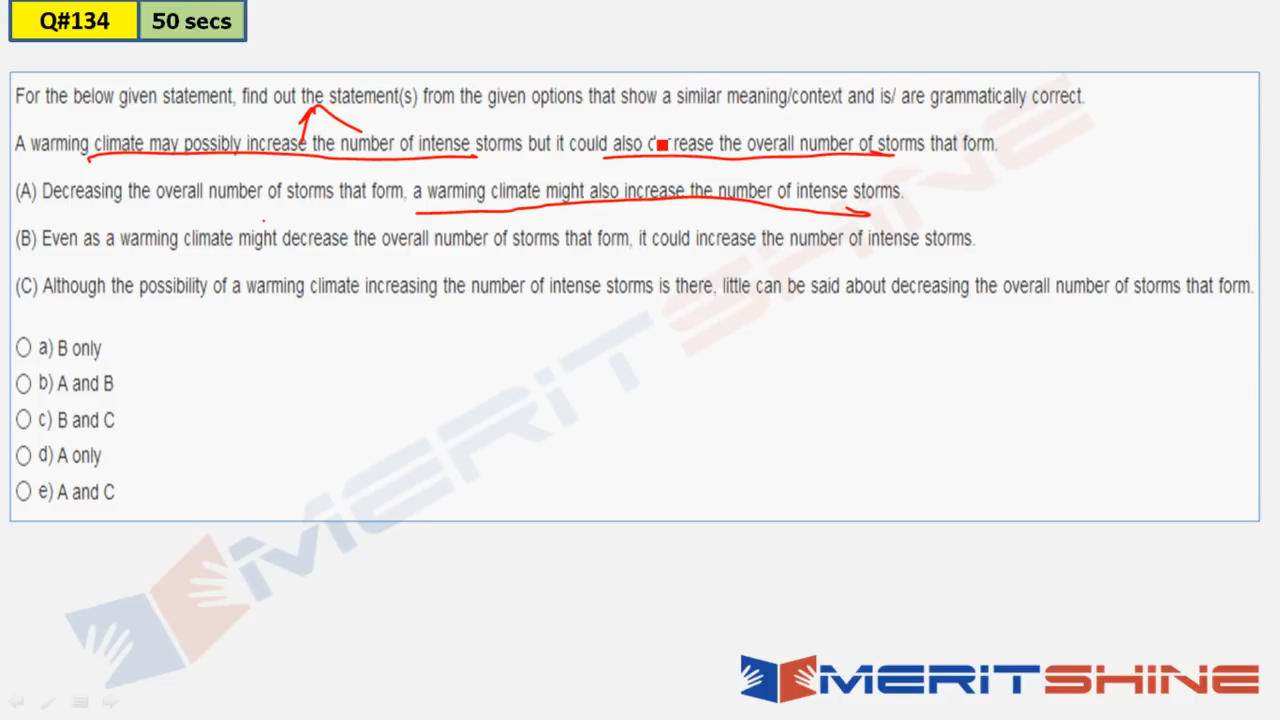 Q#134
50 secs
For the below given statement, find out the statement(s) from the given options that show a similar meaning/context and is/ are grammatically correct.
A warming climate may possibly increase the number of intense storms but it could also decrease the overall number of storms that form.
(A) Decreasing the overall number of storms that form, a warming climate might also increase the number of intense storms.
(B) Even as a warming climate might decrease the overall number of storms that form, it could increase the number of intense storms.
(C) Although the possibility of a warming climate increasing the number of intense storms is there, little can be said about decreasing the overall number of storms that form.
a) B only
b) A and B
c) B and C
d) A only
e) A and C
MERITSHINE
MERITSHINE